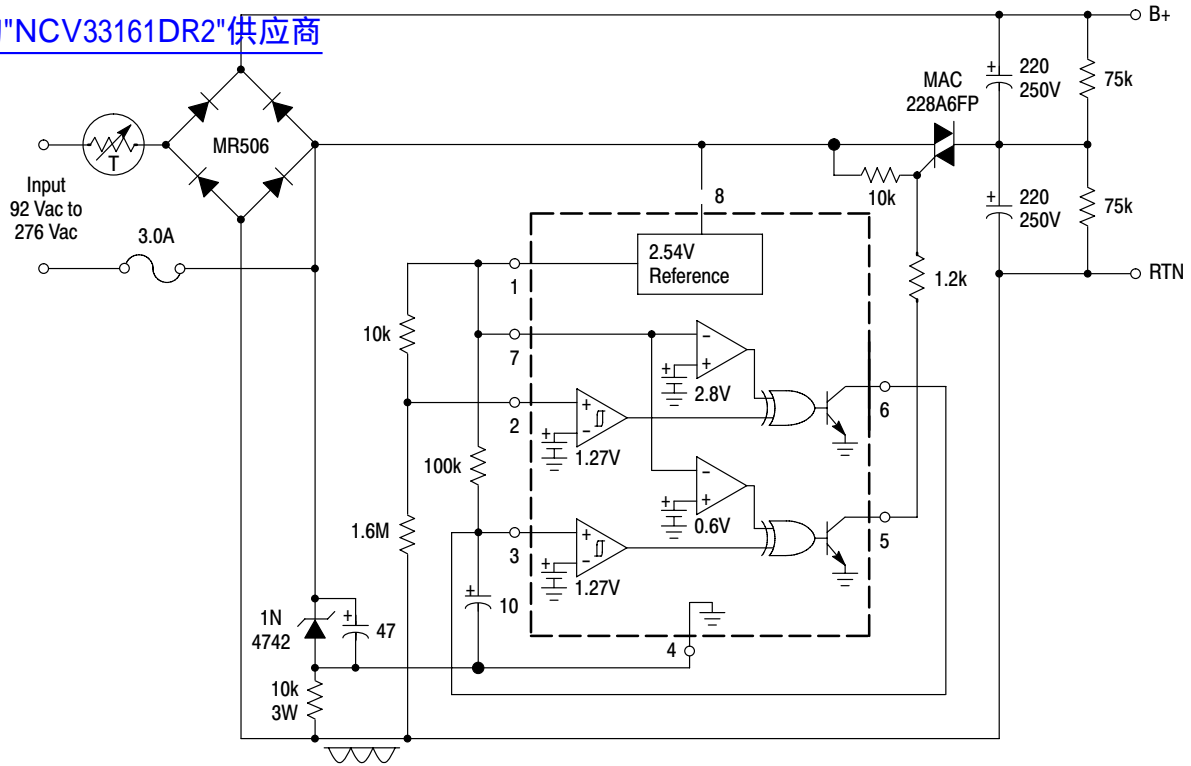 "NCV33161DR2"供应商
B+
220
250V
75k
MAC
228A6FP
MR506
T
Input
92 Vac to
276 Vac
3.0A
10k
8
220
250V
75k
2.54V
Reference
1
1.2k
RTN
10k
7
2.8V
6
2
1.27V
100k
0.6V
5
1.6M
3
1.27V
10
1N
4742
47
4
10k
3W